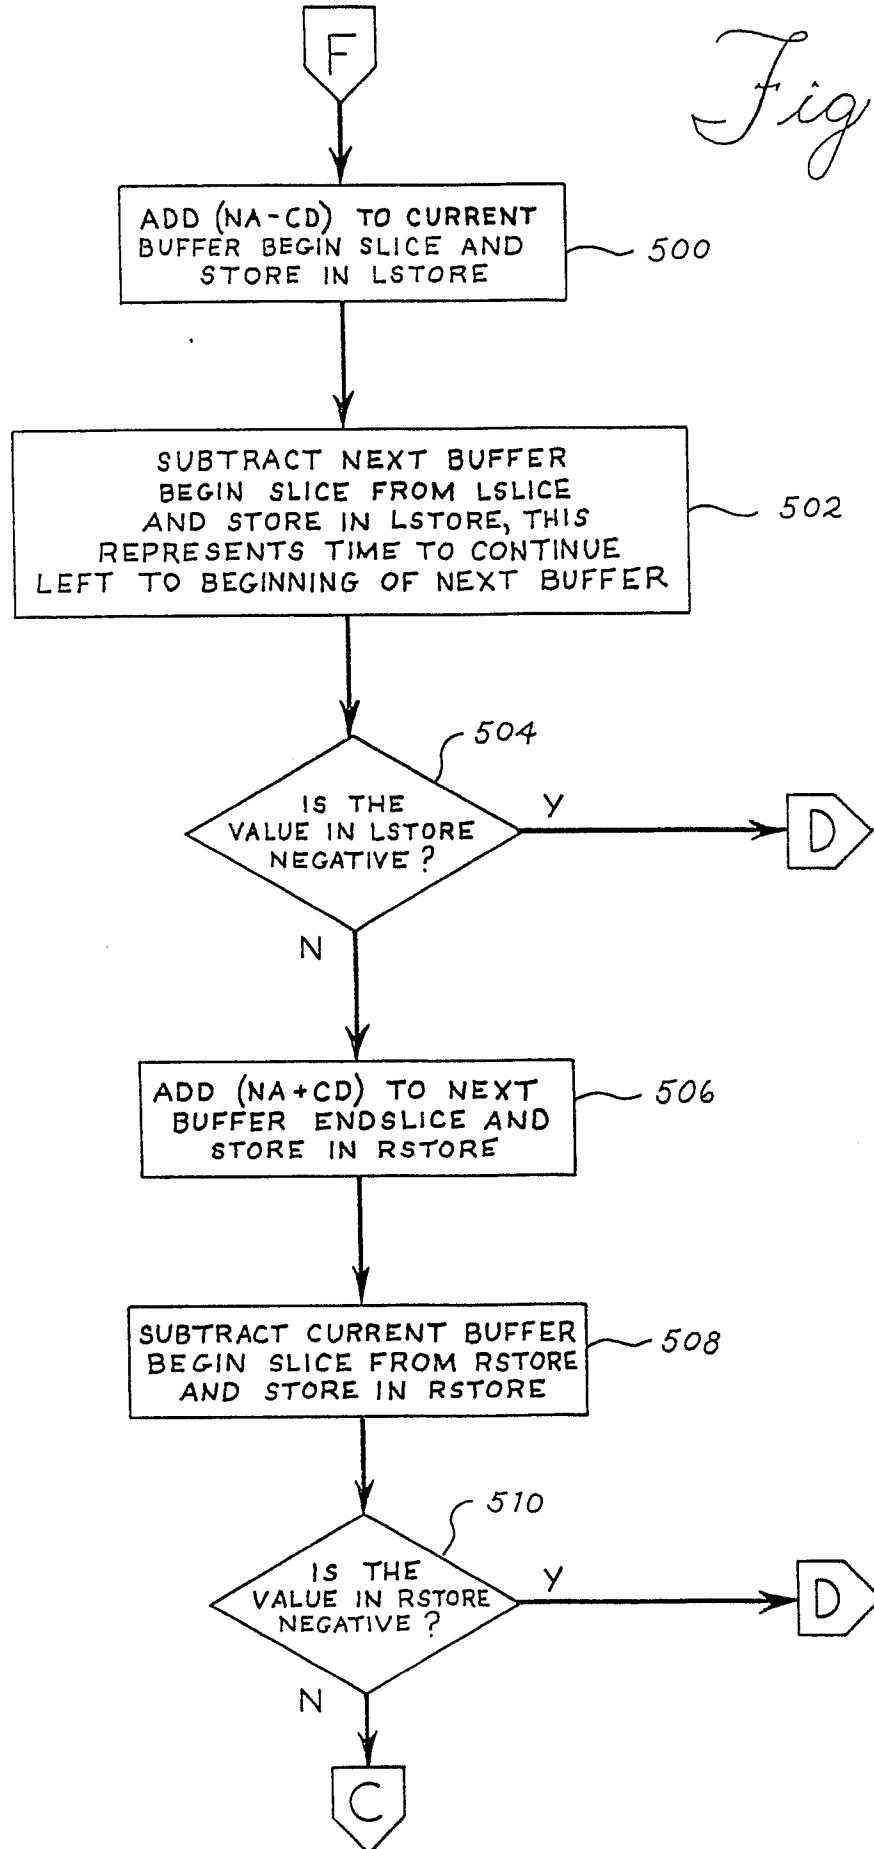 F
Fig
ADD (NA-CD) TO CURRENT
BUFFER BEGIN SLICE AND
STORE IN LSTORE
500
SUBTRACT NEXT BUFFER
BEGIN SLICE FROM LSLICE
AND STORE IN LSTORE, THIS
REPRESENTS TIME TO CONTINUE
LEFT TO BEGINNING OF NEXT BUFFER
502
504
IS THE
VALUE IN LSTORE
NEGATIVE?
Y
D
N
ADD (NA+CD) TO NEXT
BUFFER ENDSLICE AND
STORE IN RSTORE
506
SUBTRACT CURRENT BUFFER
BEGIN SLICE FROM RSTORE
AND STORE IN RSTORE
508
510
IS THE
VALUE IN RSTORE
NEGATIVE?
Y
D
N
C